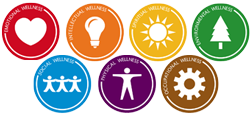 EMOTIONAL WELLNESS
INTELLECTUAL WELLNESS
SPIRITUAL WELLNESS
ENVIRONMENTAL WELLNESS
SOCIAL WELLNESS
PHYSICAL WELLNESS
OCCUPATIONAL WELLNESS